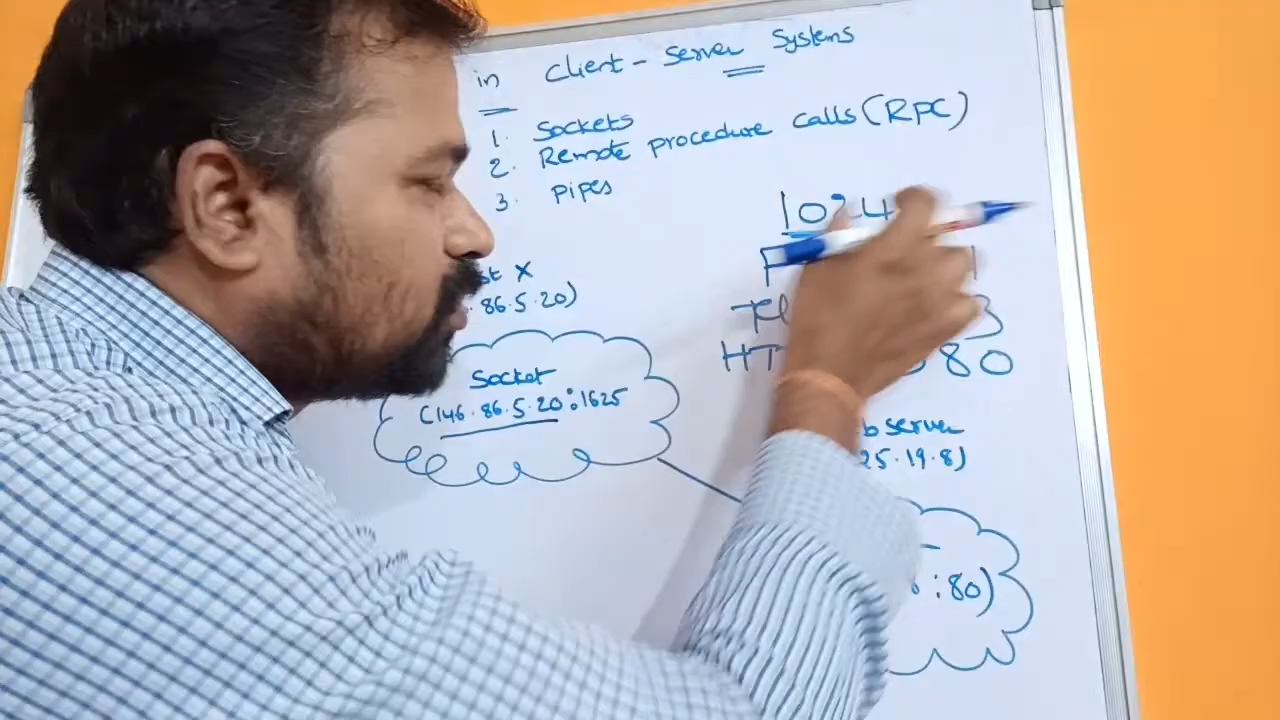 in Client - Server Systems
1. Sockets
2. Remote procedure calls (RPC)
3. pipes
1024
st X
.86.5.20)
Socket
(146.86.5.20:1625
HT 80
b server
25.19.8)
:80)